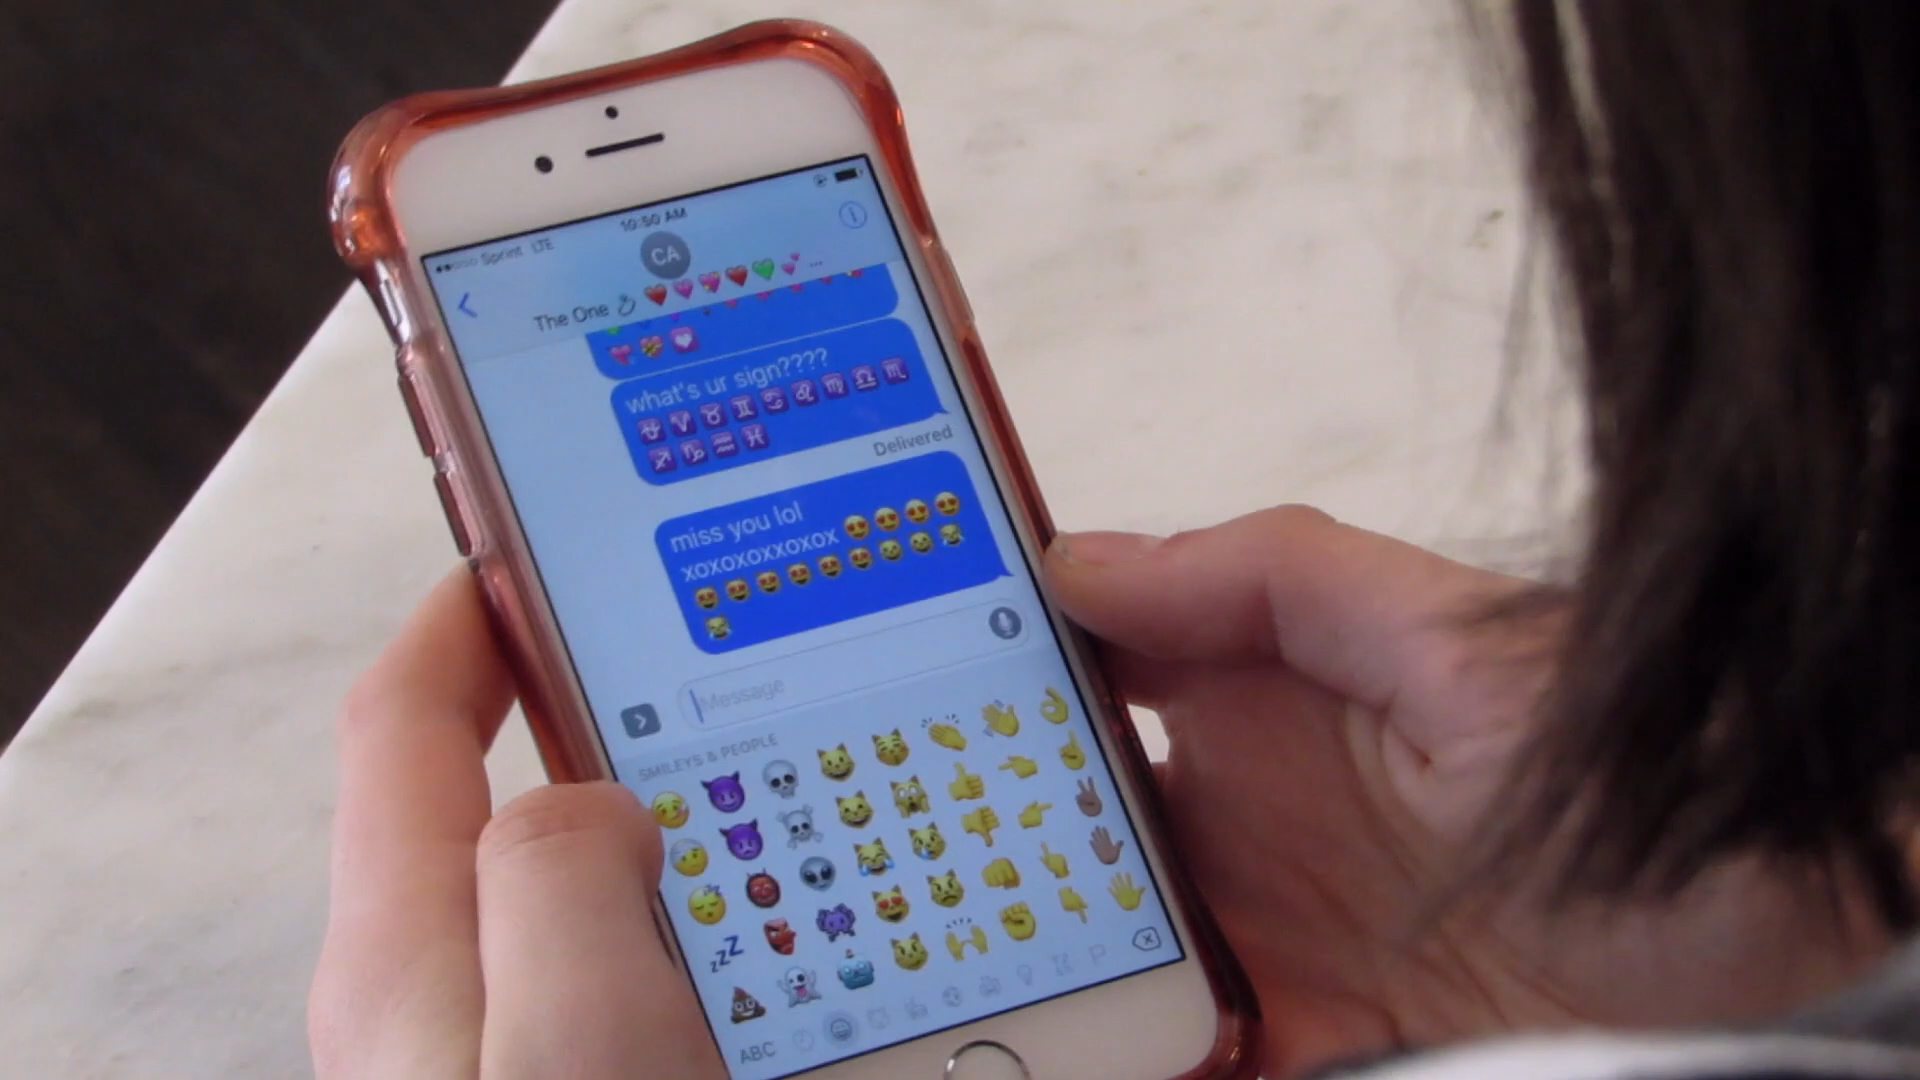 Sprint LTE
10:50 AM
CA
The One
what's ur sign????
Delivered
miss you lol
xoxoxoxxoxox
Message
SMILEYS & PEOPLE
ABC